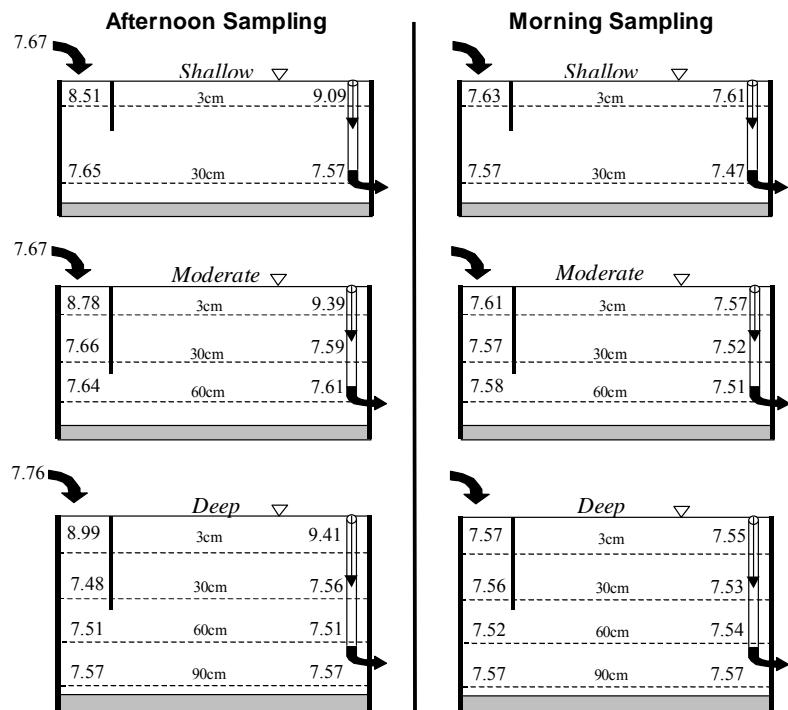 Afternoon Sampling Morning Sampling
7.67
Shallow Shallow
8.51 3cm 9.09 7.63 3cm 7.61
7.65 30cm 7.57 7.57 30cm 7.47
7.67
Moderate Moderate
8.78 3cm 9.39 7.61 3cm 7.57
7.66 30cm 7.59 7.57 30cm 7.52
7.64 60cm 7.61 7.58 60cm 7.51
7.76
Deep Deep
8.99 3cm 9.41 7.57 3cm 7.55
7.48 30cm 7.56 7.56 30cm 7.53
7.51 60cm 7.51 7.52 60cm 7.54
7.57 90cm 7.57 7.57 90cm 7.57